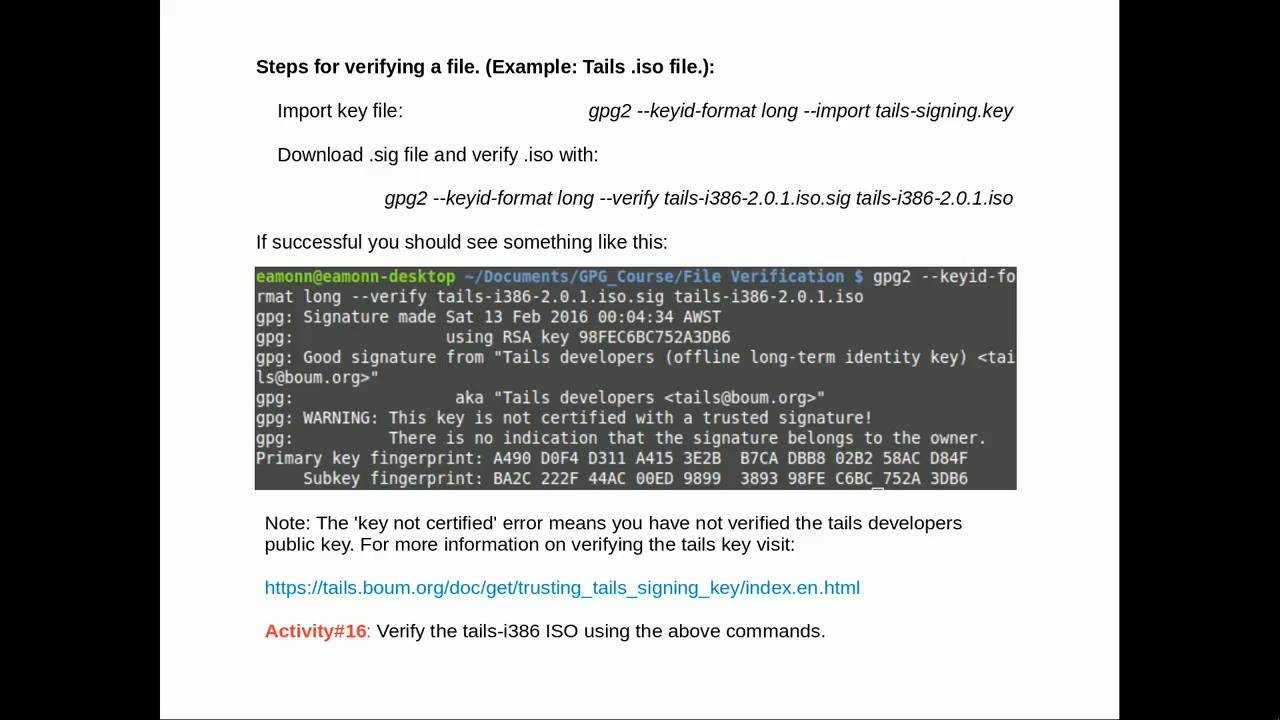 Steps for verifying a file. (Example: Tails .iso file.):
Import key file: gpg2 --keyid-format long --import tails-signing.key
Download .sig file and verify .iso with:
gpg2 --keyid-format long --verify tails-i386-2.0.1.iso.sig tails-i386-2.0.1.iso
If successful you should see something like this:
eamonn@eamonn-desktop ~/Documents/GPG_Course/File Verification $ gpg2 --keyid-fo
rmat long --verify tails-i386-2.0.1.iso.sig tails-i386-2.0.1.iso
gpg: Signature made Sat 13 Feb 2016 00:04:34 AWST
gpg:                using RSA key 98FEC6BC752A3DB6
gpg: Good signature from "Tails developers (offline long-term identity key) <tai
ls@boum.org>"
gpg:                 aka "Tails developers <tails@boum.org>"
gpg: WARNING: This key is not certified with a trusted signature!
gpg:          There is no indication that the signature belongs to the owner.
Primary key fingerprint: A490 D0F4 D311 A415 3E2B  B7CA DBB8 02B2 58AC D84F
     Subkey fingerprint: BA2C 222F 44AC 00ED 9899  3893 98FE C6BC 752A 3DB6
Note: The 'key not certified' error means you have not verified the tails developers
public key. For more information on verifying the tails key visit:
https://tails.boum.org/doc/get/trusting_tails_signing_key/index.en.html
Activity#16: Verify the tails-i386 ISO using the above commands.